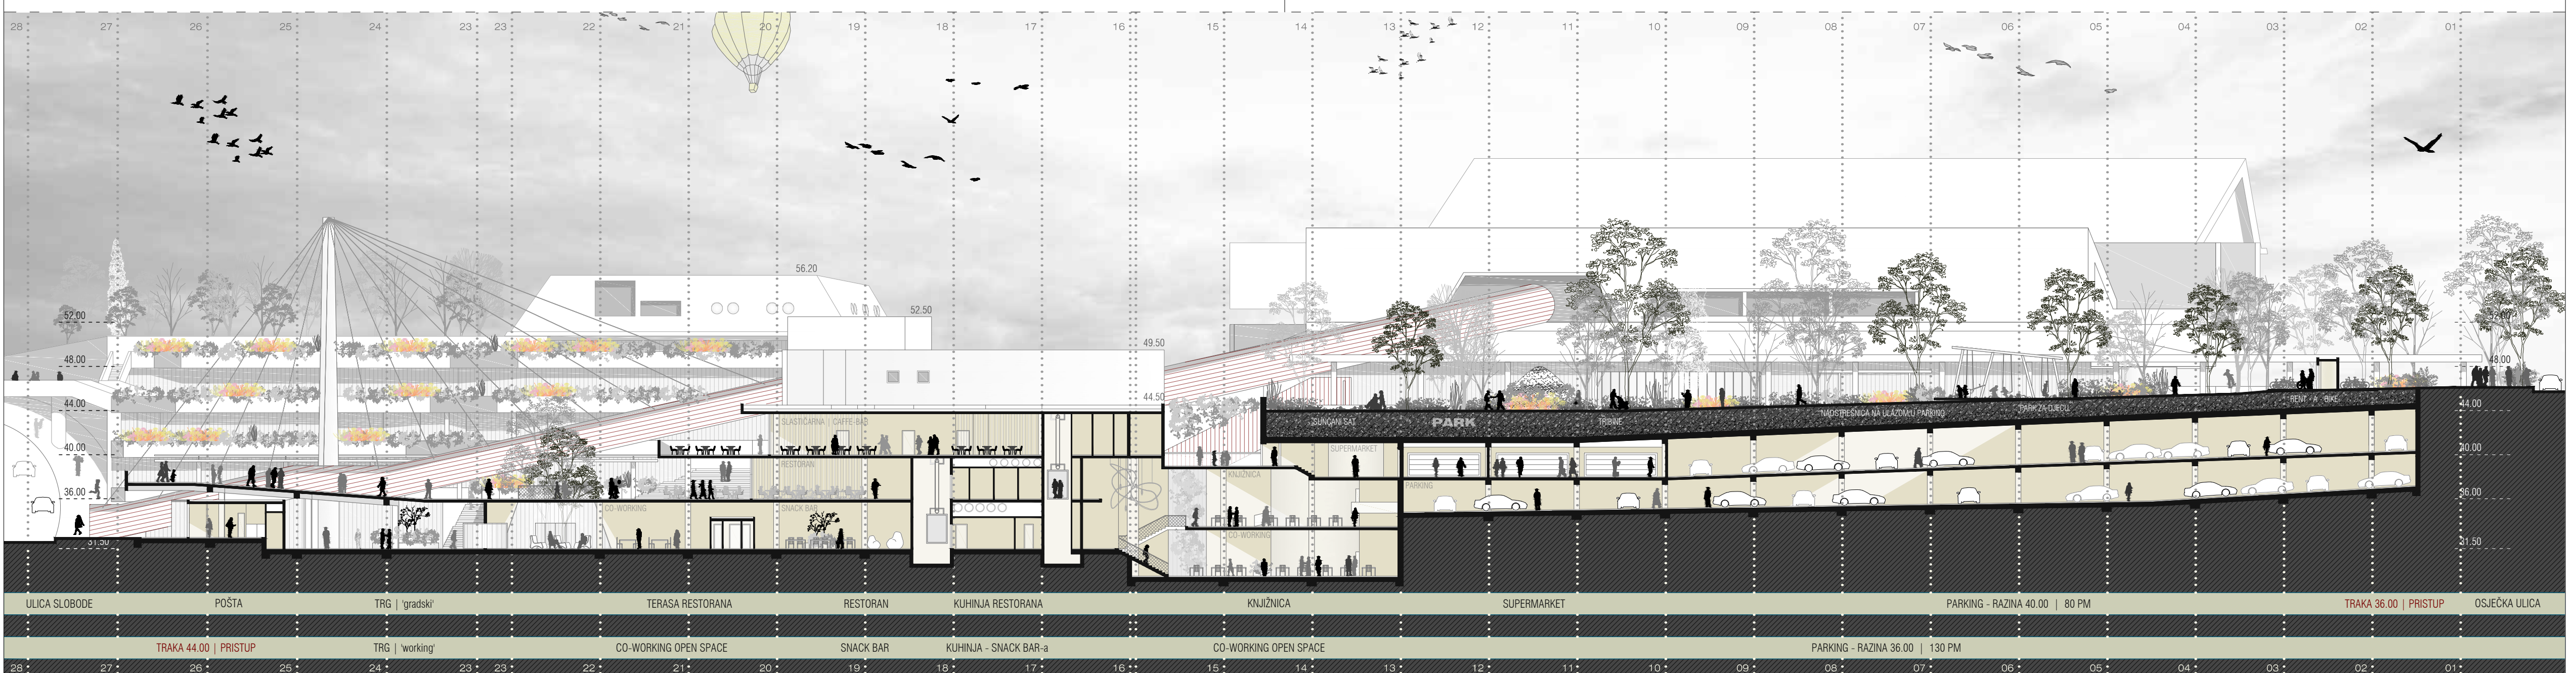 28 27 26 25 24 23 23 22 21 20 19 18 17 16 15 14 13 12 11 10 09 08 07 06 05 04 03 02 01
56.20
52.50
52.00
49.50
48.00
48.00
44.50
44.00
44.00
40.00
40.00
36.00
36.00
31.50
31.50
SLASTIČARNA | CAFFE BAR
RESTORAN
CO-WORKING
SNACK BAR
SUNČANI SAT
PARK
TRIBINE
NADSTREŠNICA NA ULAZOM U PARKING
PARK ZA DJECU
RENT - A - BIKE
SUPERMARKET
KNJIŽNICA
PARKING
CO-WORKING
ULICA SLOBODE
POŠTA
TRG | 'gradski'
TERASA RESTORANA
RESTORAN
KUHINJA RESTORANA
KNJIŽNICA
SUPERMARKET
PARKING - RAZINA 40.00 | 80 PM
TRAKA 36.00 | PRISTUP
OSJEČKA ULICA
TRAKA 44.00 | PRISTUP
TRG | 'working'
CO-WORKING OPEN SPACE
SNACK BAR
KUHINJA - SNACK BAR-a
CO-WORKING OPEN SPACE
PARKING - RAZINA 36.00 | 130 PM
28 27 26 25 24 23 23 22 21 20 19 18 17 16 15 14 13 12 11 10 09 08 07 06 05 04 03 02 01